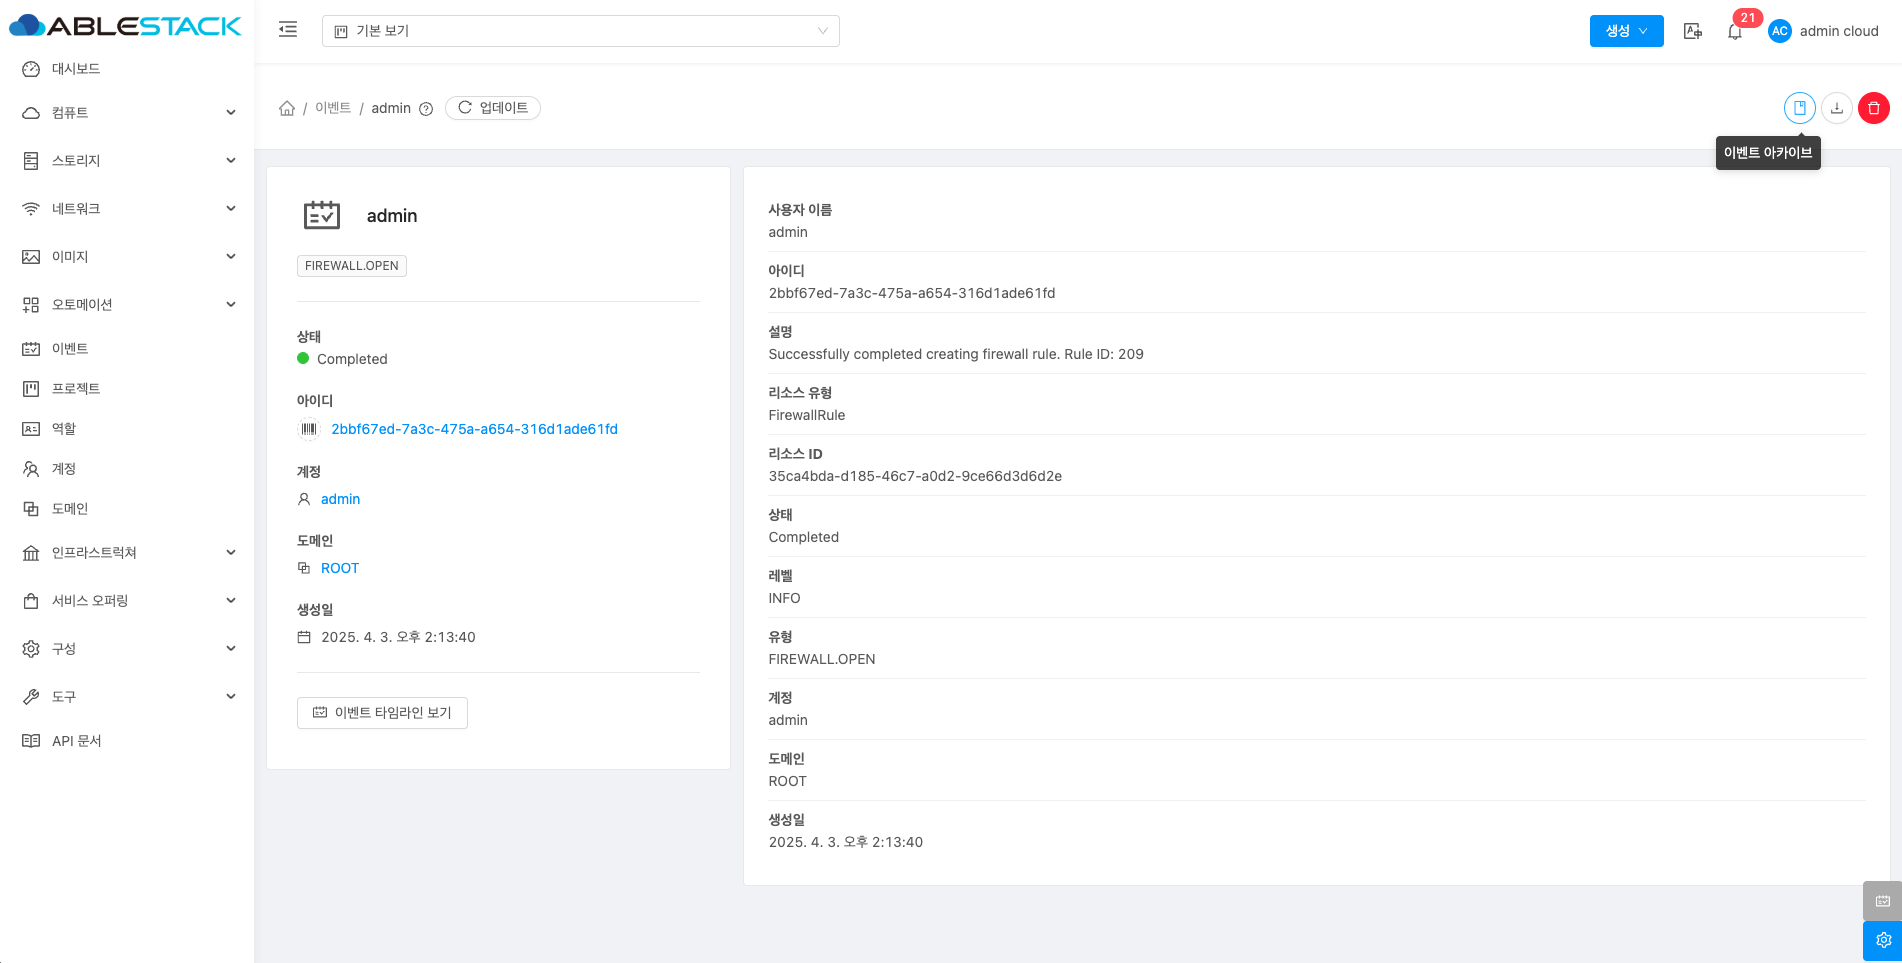 ABLESTACK
기본 보기
생성
21
AC
admin cloud
대시보드
컴퓨트
스토리지
네트워크
이미지
오토메이션
이벤트
프로젝트
역할
계정
도메인
인프라스트럭쳐
서비스 오퍼링
구성
도구
API 문서
/ 이벤트 / admin
업데이트
이벤트 아카이브
admin
FIREWALL.OPEN
상태
Completed
아이디
2bbf67ed-7a3c-475a-a654-316d1ade61fd
계정
admin
도메인
ROOT
생성일
2025. 4. 3. 오후 2:13:40
이벤트 타임라인 보기
사용자 이름
admin
아이디
2bbf67ed-7a3c-475a-a654-316d1ade61fd
설명
Successfully completed creating firewall rule. Rule ID: 209
리소스 유형
FirewallRule
리소스 ID
35ca4bda-d185-46c7-a0d2-9ce66d3d6d2e
상태
Completed
레벨
INFO
유형
FIREWALL.OPEN
계정
admin
도메인
ROOT
생성일
2025. 4. 3. 오후 2:13:40